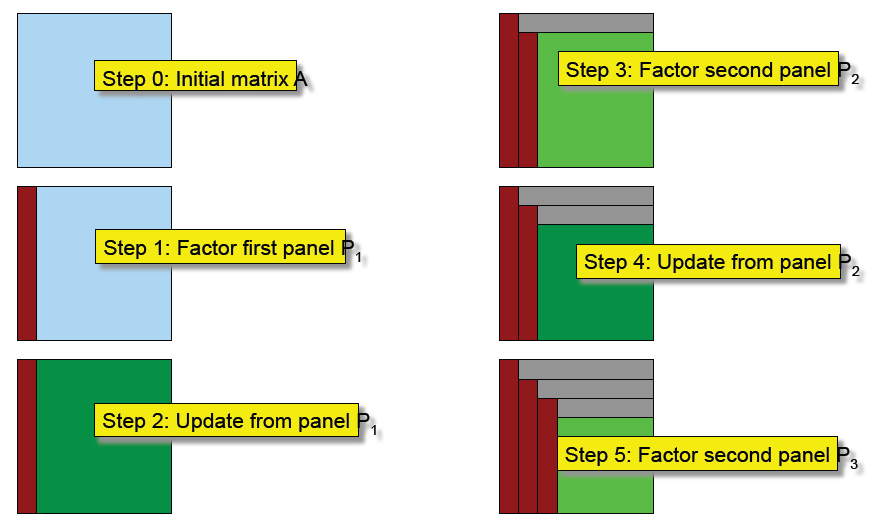 Step 0: Initial matrix A
Step 1: Factor first panel P1
Step 2: Update from panel P1
Step 3: Factor second panel P2
Step 4: Update from panel P2
Step 5: Factor second panel P3